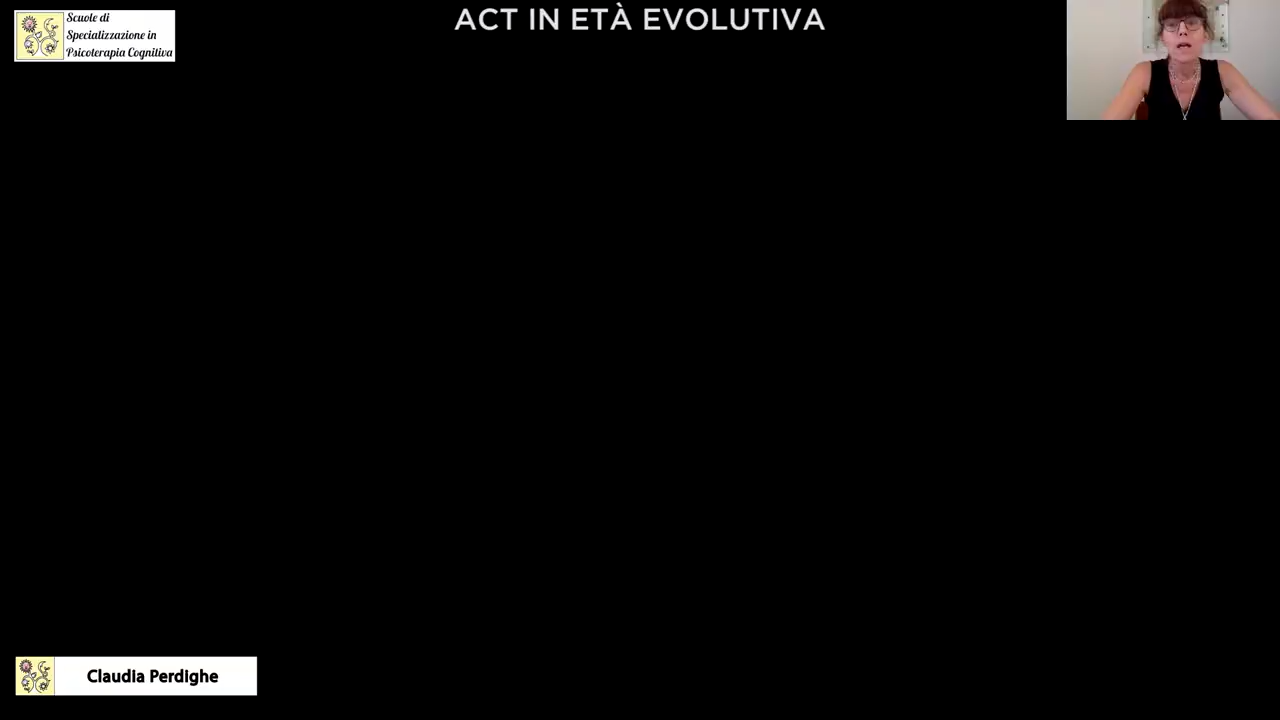 Scuole di
Specializzazione in
Psicoterapia Cognitiva
ACT IN ETÀ EVOLUTIVA
Claudia Perdighe